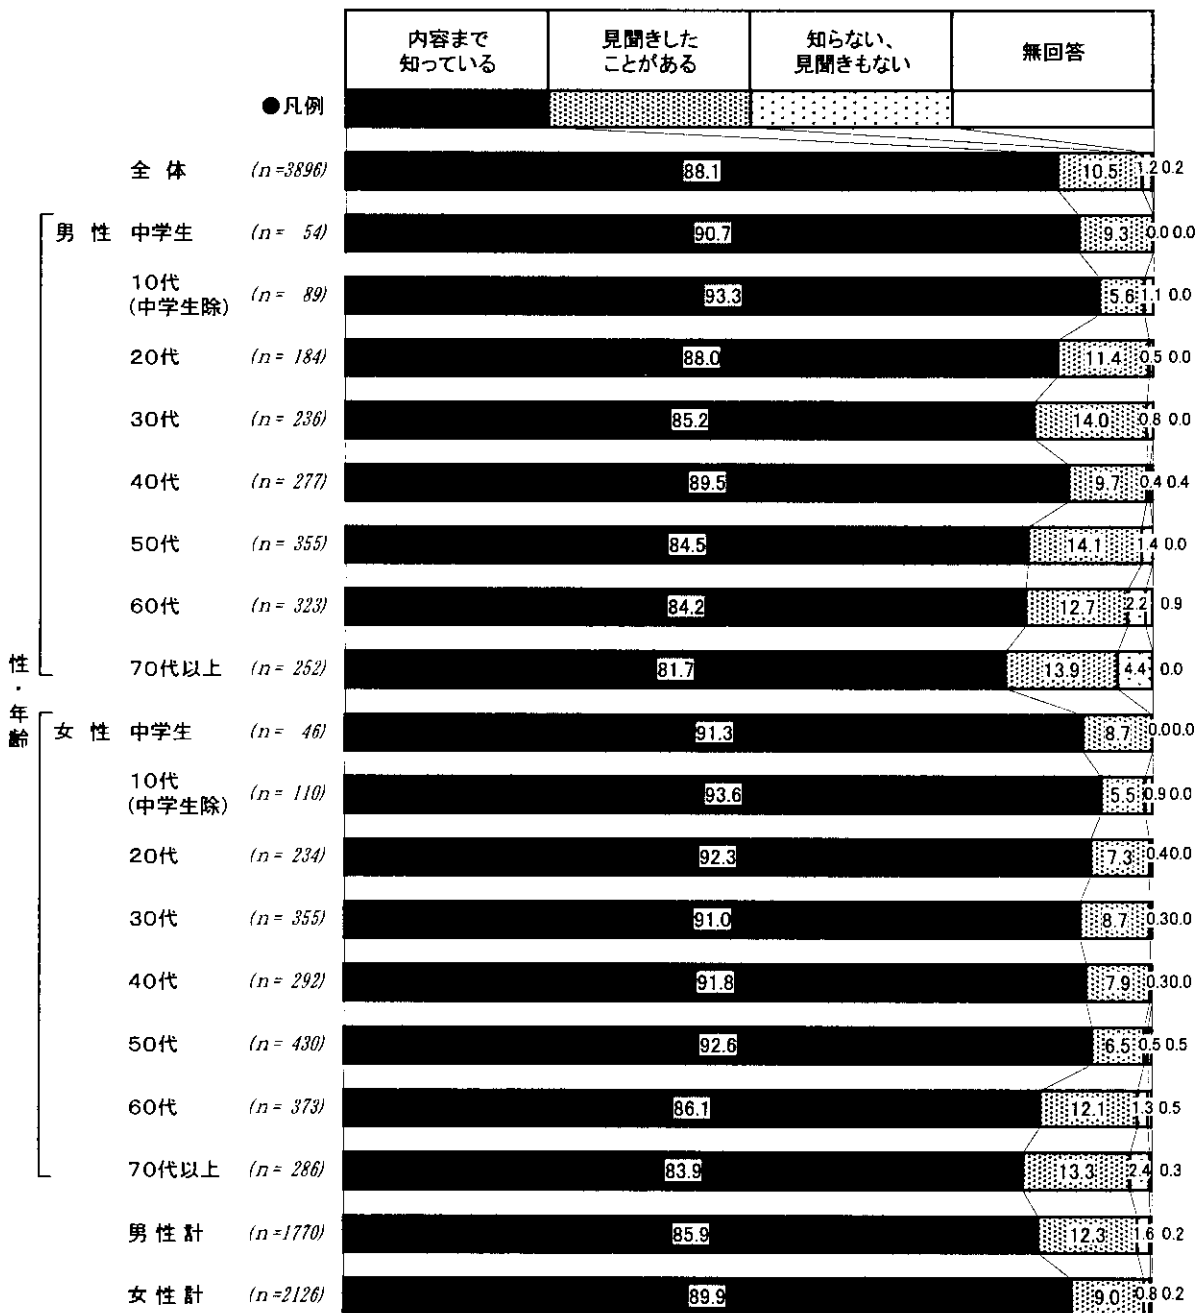 内容まで
知っている
見聞きした
ことがある
知らない、
見聞きもない
無回答
●凡例
全体 (n=3896) 88.1 10.5 1.2 0.2
男性 中学生 (n= 54) 90.7 9.3 0.0 0.0
10代
(中学生除) (n= 89) 93.3 5.6 1.1 0.0
20代 (n= 184) 88.0 11.4 0.5 0.0
30代 (n= 236) 85.2 14.0 0.8 0.0
40代 (n= 277) 89.5 9.7 0.4 0.4
50代 (n= 355) 84.5 14.1 1.4 0.0
60代 (n= 323) 84.2 12.7 2.2 0.9
70代以上 (n= 252) 81.7 13.9 4.4 0.0
性・年齢
女性 中学生 (n= 46) 91.3 8.7 0.0 0.0
10代
(中学生除) (n= 110) 93.6 5.5 0.9 0.0
20代 (n= 234) 92.3 7.3 0.4 0.0
30代 (n= 355) 91.0 8.7 0.3 0.0
40代 (n= 292) 91.8 7.9 0.3 0.0
50代 (n= 430) 92.6 6.5 0.5 0.5
60代 (n= 373) 86.1 12.1 1.3 0.5
70代以上 (n= 286) 83.9 13.3 2.4 0.3
男性計 (n=1770) 85.9 12.3 1.6 0.2
女性計 (n=2126) 89.9 9.0 0.8 0.2